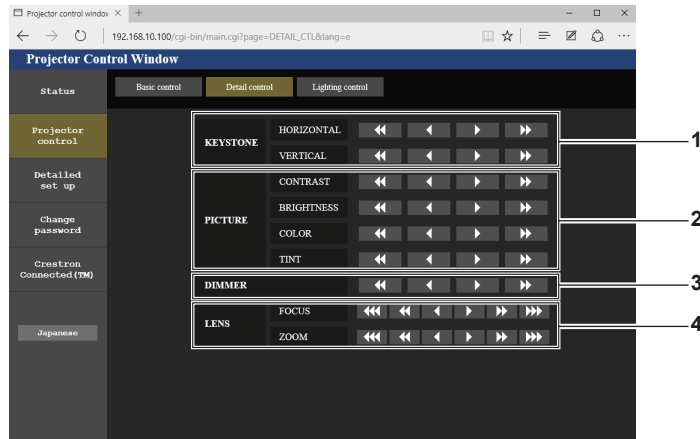 Projector control window
192.168.10.100/cgi-bin/main.cgi?page=DETAIL_CTL&lang=e
Projector Control Window
Status
Basic control
Detail control
Lighting control
Projector
control
Detailed
set up
Change
password
Crestron
Connected(TM)
Japanese
KEYSTONE
HORIZONTAL
VERTICAL
1
PICTURE
CONTRAST
BRIGHTNESS
COLOR
TINT
2
DIMMER
3
LENS
FOCUS
ZOOM
4